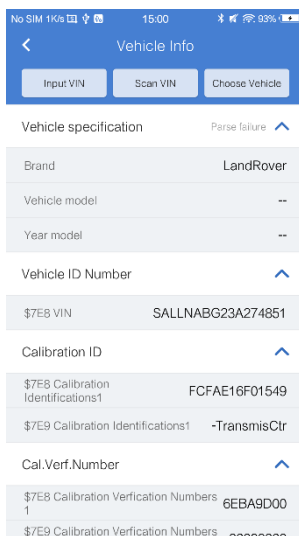 No SIM 1K/s 15:00 93%
Vehicle Info
Input VIN Scan VIN Choose Vehicle
Vehicle specification Parse failure
Brand LandRover
Vehicle model --
Year model --
Vehicle ID Number
$7E8 VIN SALLNABG23A274851
Calibration ID
$7E8 Calibration
Identifications1 FCFAE16F01549
$7E9 Calibration Identifications1 -TransmisCtr
Cal.Verf.Number
$7E8 Calibration Verfication Numbers
1 6EBA9D00
$7E9 Calibration Verfication Numbers